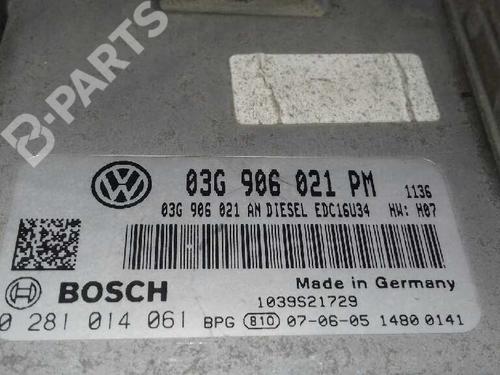 B-PARTS
03G 906 021 PM 1136
03G 906 021 AN DIESEL EDC16U34 HW: H07
BOSCH
Made in Germany
1039S21729
0 281 014 061 BPG 810 07-06-05 1480 0141